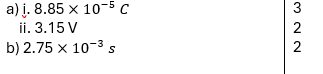 a) i. 8.85 × 10⁻⁵ C 3
ii. 3.15 V 2
b) 2.75 × 10⁻³ s 2